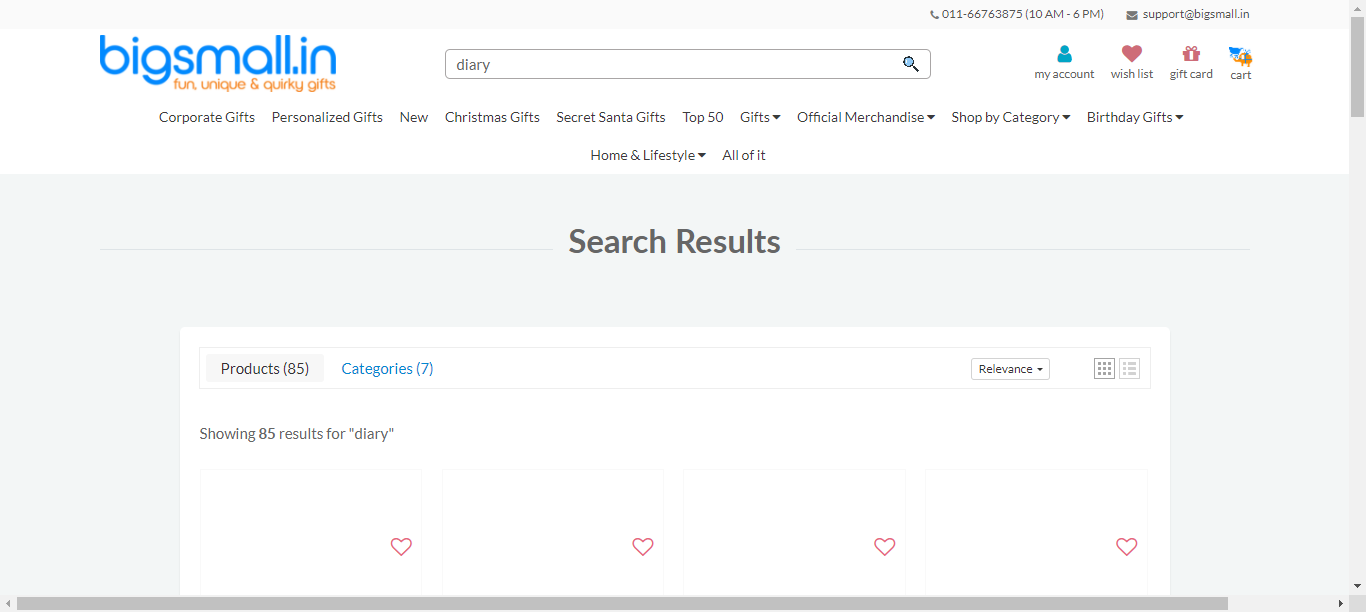 011-66763875 (10 AM - 6 PM) support@bigsmall.in
bigsmall.in
fun, unique & quirky gifts
diary
my account wish list gift card cart
Corporate Gifts Personalized Gifts New Christmas Gifts Secret Santa Gifts Top 50 Gifts Official Merchandise Shop by Category Birthday Gifts
Home & Lifestyle All of it
Search Results
Products (85) Categories (7) Relevance
Showing 85 results for "diary"